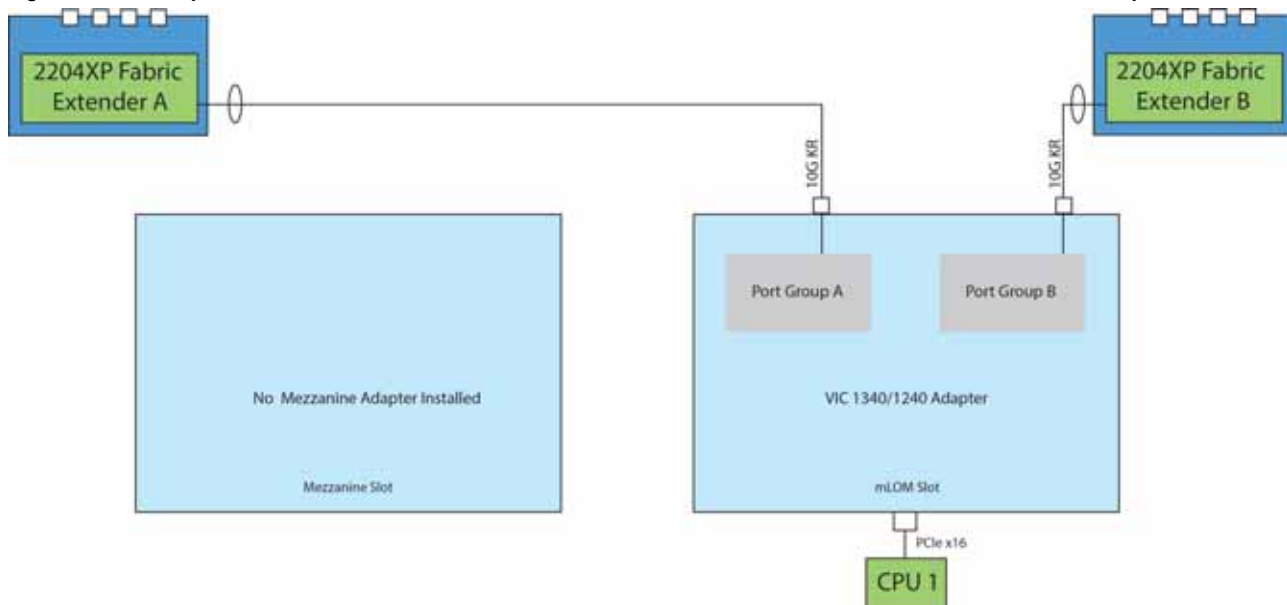 2204XP Fabric
Extender A
2204XP Fabric
Extender B
10G KR
10G KR
Port Group A
Port Group B
No Mezzanine Adapter Installed
VIC 1340/1240 Adapter
Mezzanine Slot
mLOM Slot
PCIe x16
CPU 1